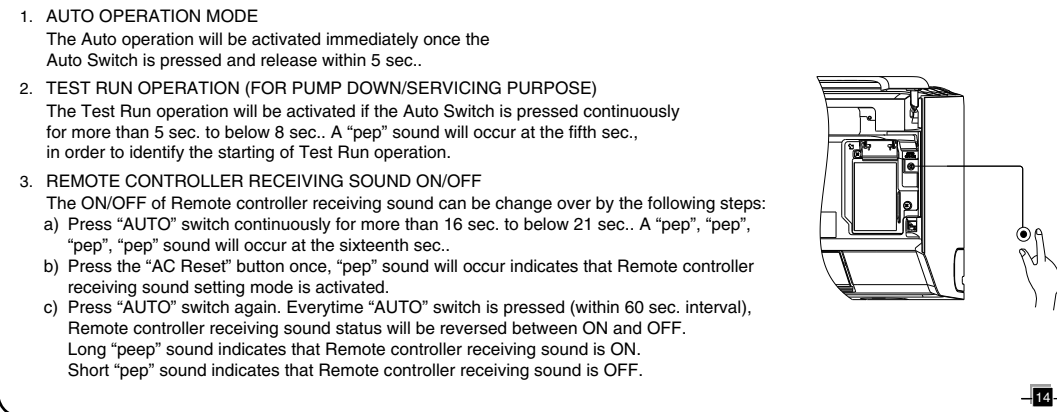 1. AUTO OPERATION MODE
The Auto operation will be activated immediately once the
Auto Switch is pressed and release within 5 sec..
2. TEST RUN OPERATION (FOR PUMP DOWN/SERVICING PURPOSE)
The Test Run operation will be activated if the Auto Switch is pressed continuously
for more than 5 sec. to below 8 sec.. A “pep” sound will occur at the fifth sec.,
in order to identify the starting of Test Run operation.
3. REMOTE CONTROLLER RECEIVING SOUND ON/OFF
The ON/OFF of Remote controller receiving sound can be change over by the following steps:
a) Press “AUTO” switch continuously for more than 16 sec. to below 21 sec.. A “pep”, “pep”,
“pep”, “pep” sound will occur at the sixteenth sec..
b) Press the “AC Reset” button once, “pep” sound will occur indicates that Remote controller
receiving sound setting mode is activated.
c) Press “AUTO” switch again. Everytime “AUTO” switch is pressed (within 60 sec. interval),
Remote controller receiving sound status will be reversed between ON and OFF.
Long “peep” sound indicates that Remote controller receiving sound is ON.
Short “pep” sound indicates that Remote controller receiving sound is OFF.
14